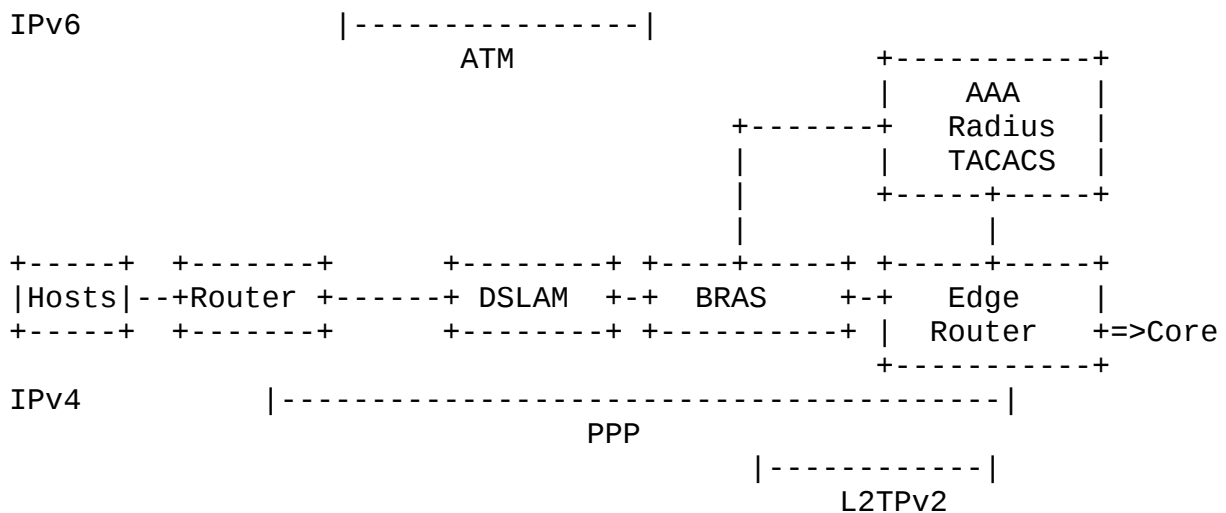 IPv6
ATM
AAA
Radius
TACACS
Hosts Router DSLAM BRAS Edge
Router =>Core
IPv4
PPP
L2TPv2